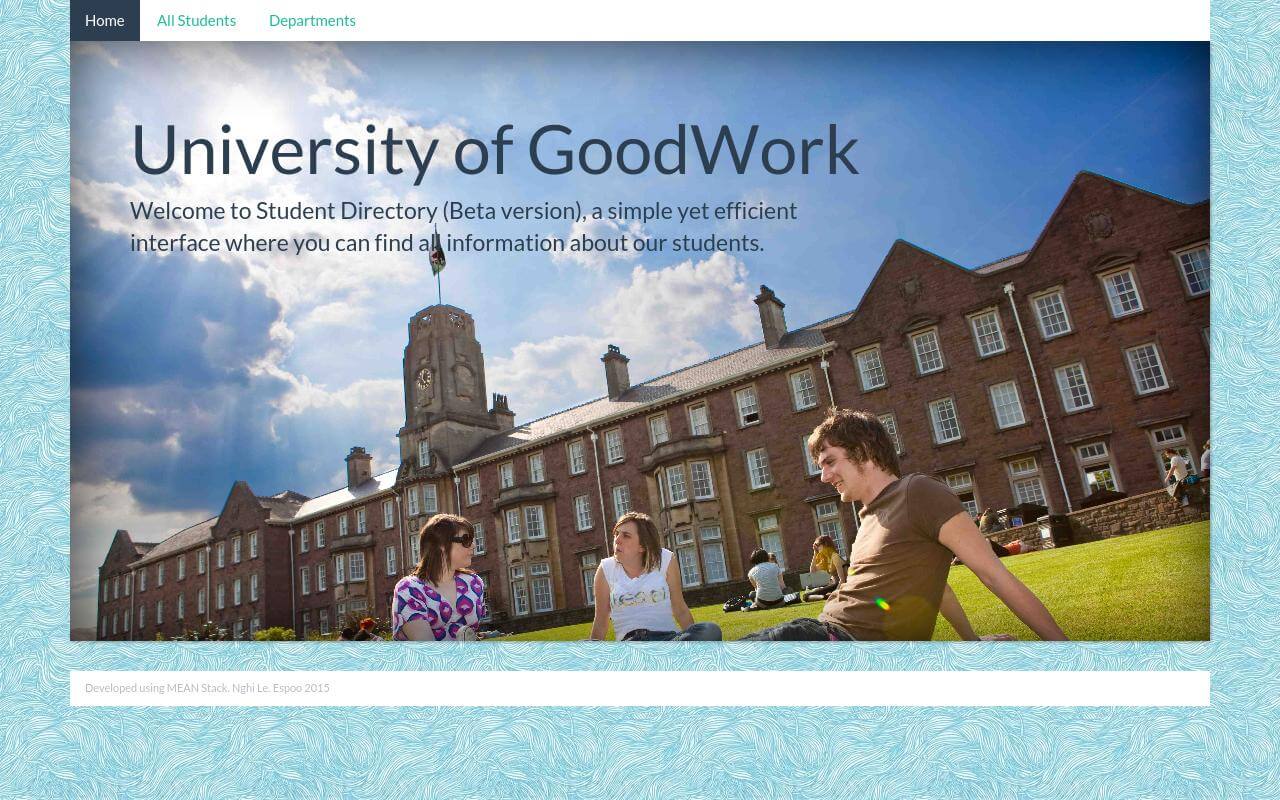 Home
All Students
Departments
University of GoodWork
Welcome to Student Directory (Beta version), a simple yet efficient
interface where you can find all information about our students.
Developed using MEAN Stack. Nghi Le. Espoo 2015